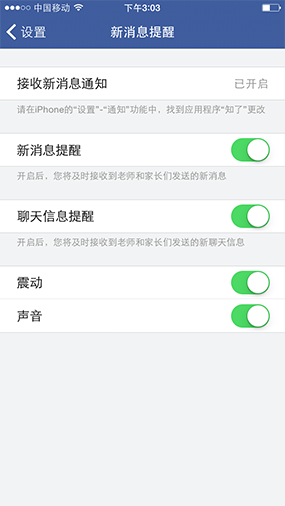 中国移动 下午3:03
设置 新消息提醒
接收新消息通知 已开启
请在iPhone的“设置”-“通知”功能中，找到应用程序“知了”更改
新消息提醒
开启后，您将及时接收到老师和家长们发送的新消息
聊天信息提醒
开启后，您将及时接收到老师和家长们发送的新聊天信息
震动
声音